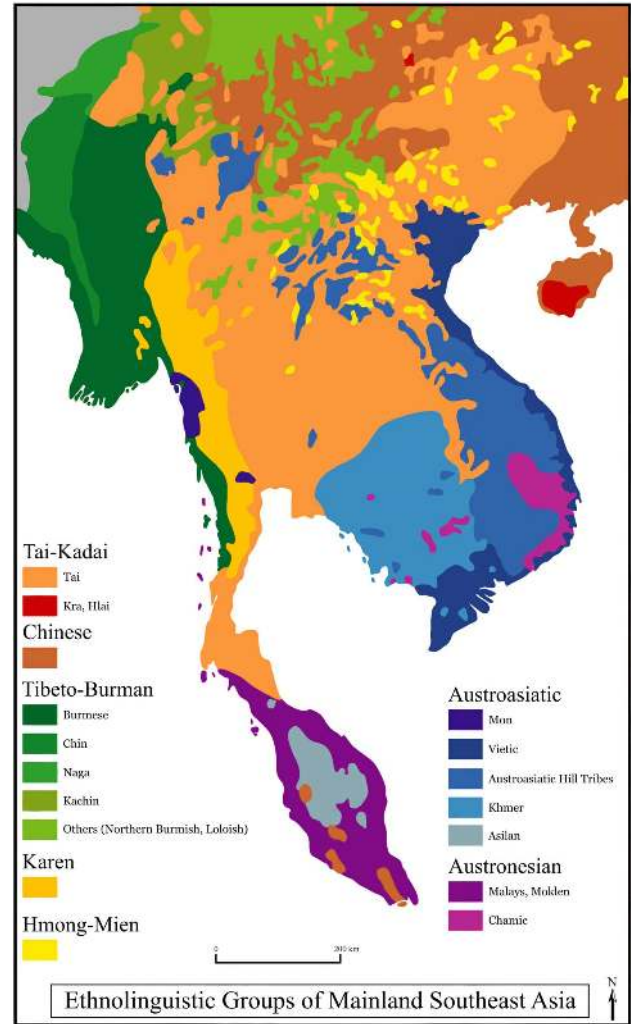 Tai-Kadai
Tai
Kra, Hlai
Chinese
Tibeto-Burman
Burmese
Chin
Naga
Kachin
Others (Northern Burmish, Loloish)
Karen
Hmong-Mien
Austroasiatic
Mon
Vietic
Austroasiatic Hill Tribes
Khmer
Asilan
Austronesian
Malays, Moklen
Chamic
0 200 km
N
Ethnolinguistic Groups of Mainland Southeast Asia